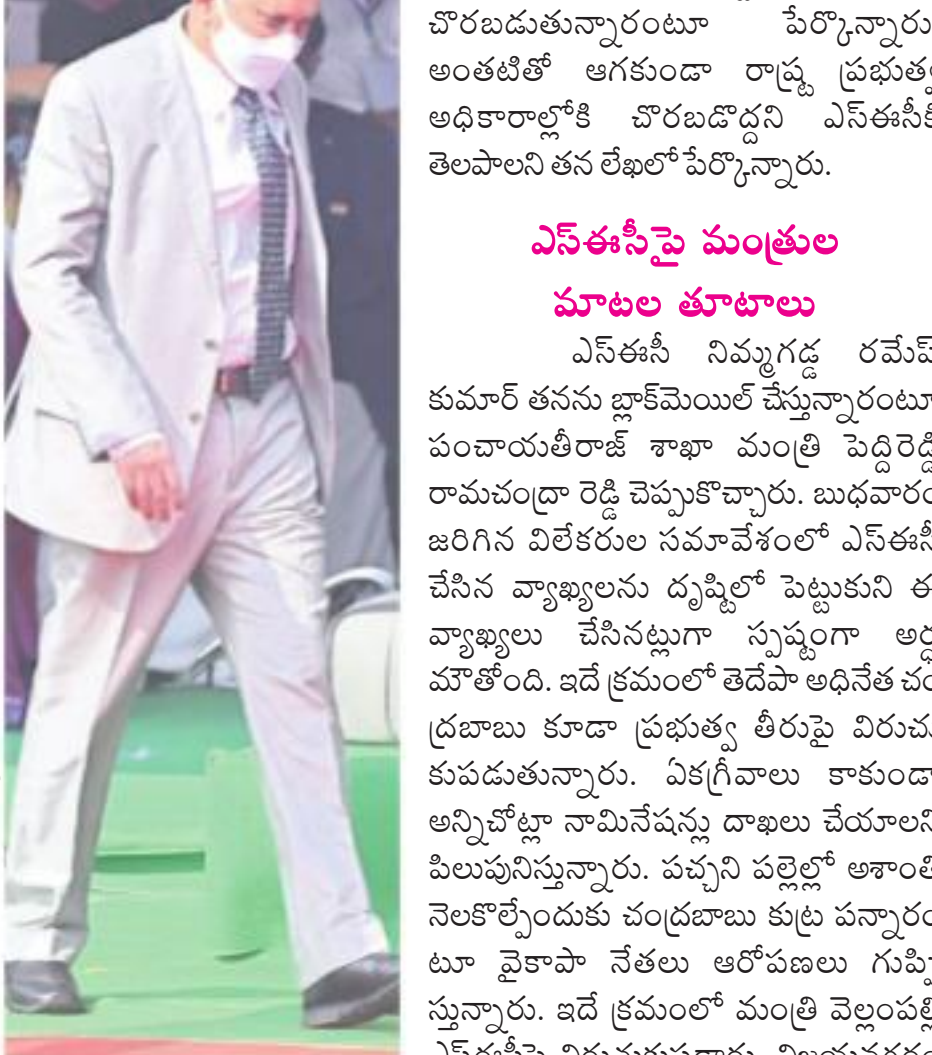 చొరబడుతున్నారంటూ పేర్కొన్నారు
అంతటితో ఆగకుండా రాష్ట్ర ప్రభుత్వ
అధికారాల్లోకి చొరబడొద్దని ఎస్ఈసీకి
తెలపాలని తన లేఖలో పేర్కొన్నారు.
ఎస్ఈసీపై మంత్రుల
మాటల తూటాలు
ఎస్ఈసీ నిమ్మగడ్డ రమేష్
కుమార్ తనను బ్లాక్‌మెయిల్ చేస్తున్నారంటూ
పంచాయతీరాజ్ శాఖా మంత్రి పెద్దిరెడ్డి
రామచంద్రా రెడ్డి చెప్పుకొచ్చారు. బుధవారం
జరిగిన విలేకరుల సమావేశంలో ఎస్ఈసీ
చేసిన వ్యాఖ్యలను దృష్టిలో పెట్టుకుని ఈ
వ్యాఖ్యలు చేసినట్లుగా స్పష్టంగా అర్ధ
మౌతోంది. ఇదే క్రమంలో తెదేపా అధినేత చం
ద్రబాబు కూడా ప్రభుత్వ తీరుపై విరుచు
కుపడుతున్నారు. ఏకగ్రీవాలు కాకుండా
అన్నిచోట్లా నామినేషన్లు దాఖలు చేయాలని
పిలుపునిస్తున్నారు. పచ్చని పల్లెల్లో అశాంతి
నెలకొల్పేందుకు చంద్రబాబు కుట్ర పన్నారం
టూ వైకాపా నేతలు ఆరోపణలు గుప్పి
స్తున్నారు. ఇదే క్రమంలో మంత్రి వెల్లంపల్లి